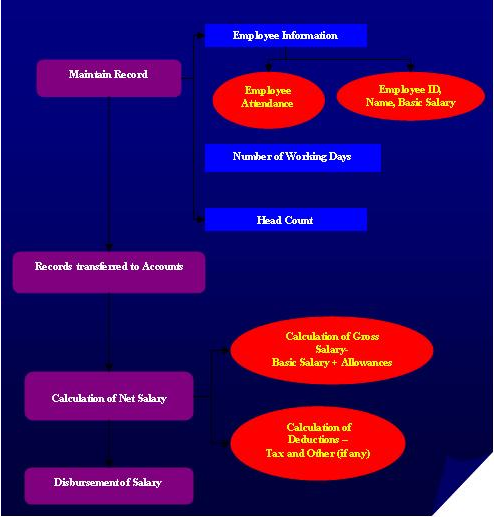 Employee Information
Maintain Record
Employee
Attendance
Employee ID,
Name, Basic Salary
Number of Working Days
Head Count
Records transferred to Accounts
Calculation of Gross
Salary-
Basic Salary + Allowances
Calculation of Net Salary
Calculation of
Deductions –
Tax and Other (if any)
Disbursement of Salary